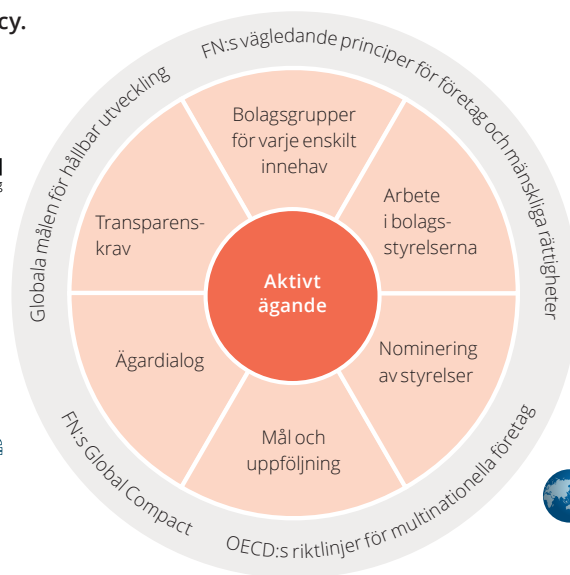 cy.
FN:s vägledande principer för företag och mänskliga rättigheter
Globala målen för hållbar utveckling
Bolagsgrupper
för varje enskilt
innehav
Arbete
i bolags-
styrelserna
Transparens-
krav
Aktivt
ägande
Nominering
av styrelser
Ägardialog
Mål och
uppföljning
FN:s Global Compact
OECD:s riktlinjer för multinationella företag